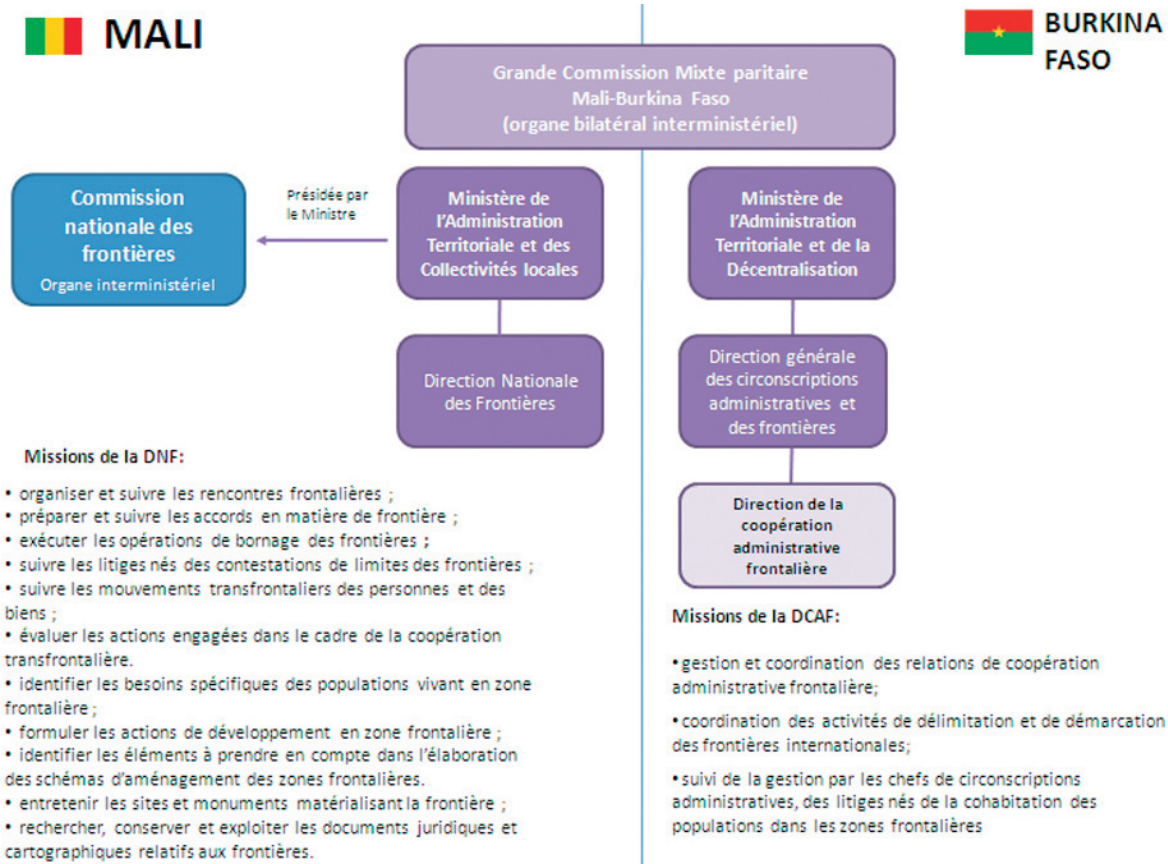 MALI
BURKINA
FASO
Grande Commission Mixte paritaire
Mali-Burkina Faso
(organe bilatéral interministériel)
Commission
nationale des
frontières
Organe interministériel
Présidée par
le Ministre
Ministère de
l'Administration
Territoriale et des
Collectivités locales
Ministère de
l'Administration
Territoriale et de la
Décentralisation
Direction Nationale
des Frontières
Direction générale
des circonscriptions
administratives et
des frontières
Direction de la
coopération
administrative
frontalière
Missions de la DNF:
• organiser et suivre les rencontres frontalières ;
• préparer et suivre les accords en matière de frontière ;
• exécuter les opérations de bornage des frontières ;
• suivre les litiges nés des contestations de limites des frontières ;
• suivre les mouvements transfrontaliers des personnes et des
biens ;
• évaluer les actions engagées dans le cadre de la coopération
transfrontalière.
• identifier les besoins spécifiques des populations vivant en zone
frontalière ;
• formuler les actions de développement en zone frontalière ;
• identifier les éléments à prendre en compte dans l'élaboration
des schémas d'aménagement des zones frontalières.
• entretenir les sites et monuments matérialisant la frontière ;
• rechercher, conserver et exploiter les documents juridiques et
cartographiques relatifs aux frontières.
Missions de la DCAF:
•gestion et coordination des relations de coopération
administrative frontalière;
•coordination des activités de délimitation et de démarcation
des frontières internationales;
•suivi de la gestion par les chefs de circonscriptions
administratives, des litiges nés de la cohabitation des
populations dans les zones frontalières